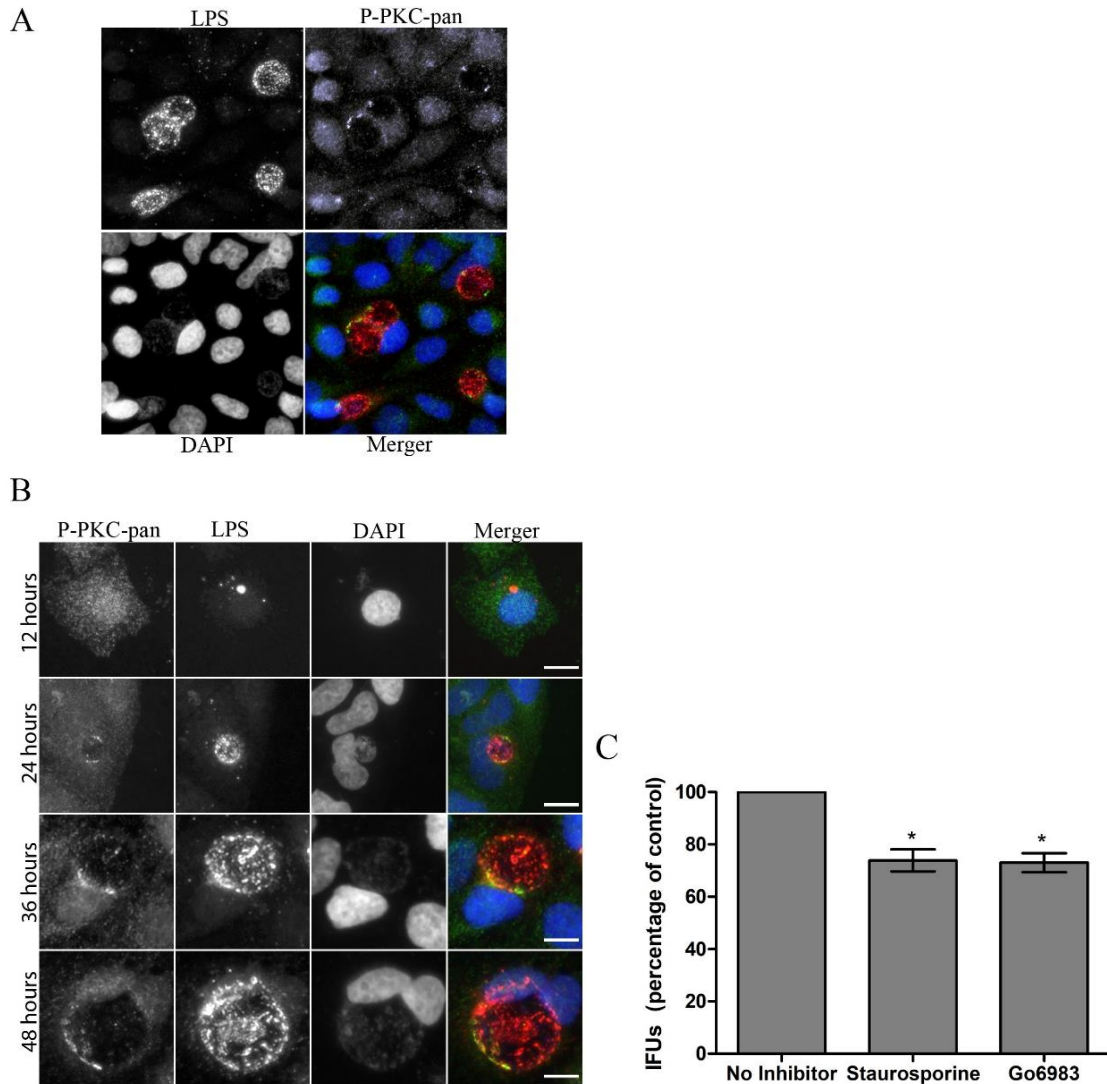 A
LPS P-PKC-pan
DAPI Merger
B
P-PKC-pan LPS DAPI Merger
12 hours
24 hours
36 hours
48 hours
C
IFUs (percentage of control)
100
80
60
40
20
0
* *
No Inhibitor Staurosporine Go6983